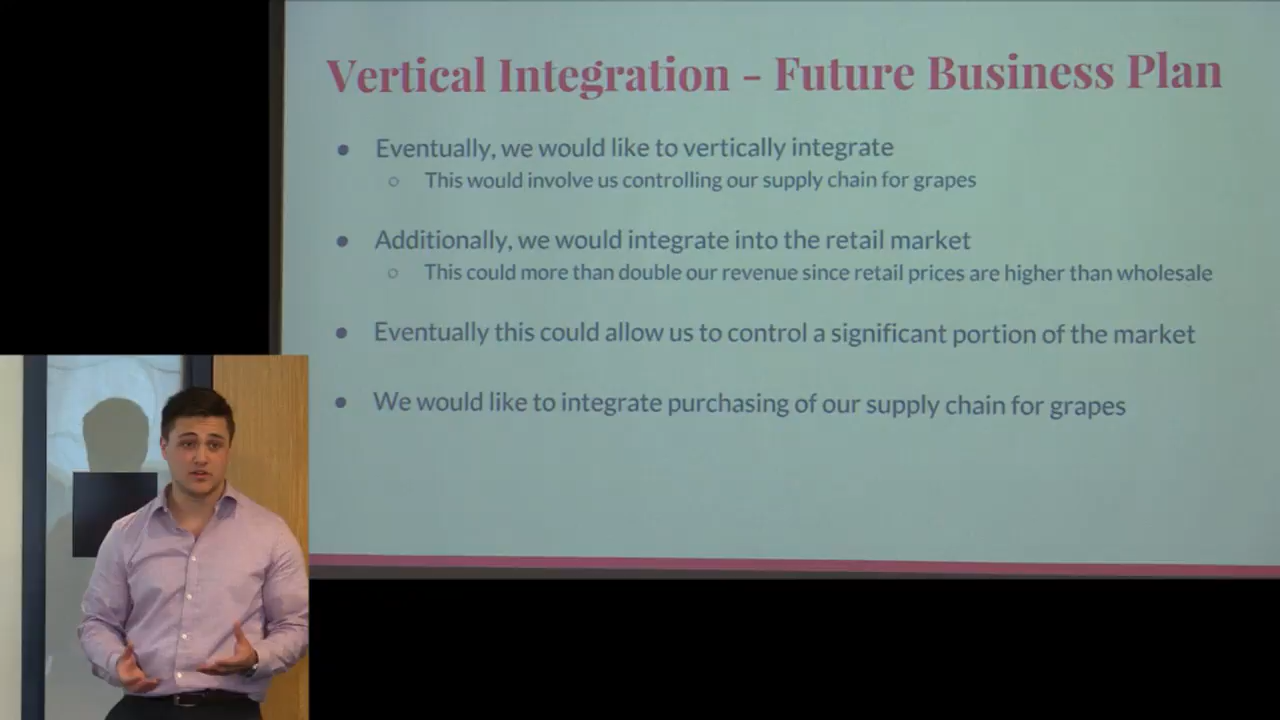 Vertical Integration - Future Business Plan
● Eventually, we would like to vertically integrate
○ This would involve us controlling our supply chain for grapes
● Additionally, we would integrate into the retail market
○ This could more than double our revenue since retail prices are higher than wholesale
● Eventually this could allow us to control a significant portion of the market
● We would like to integrate purchasing of our supply chain for grapes